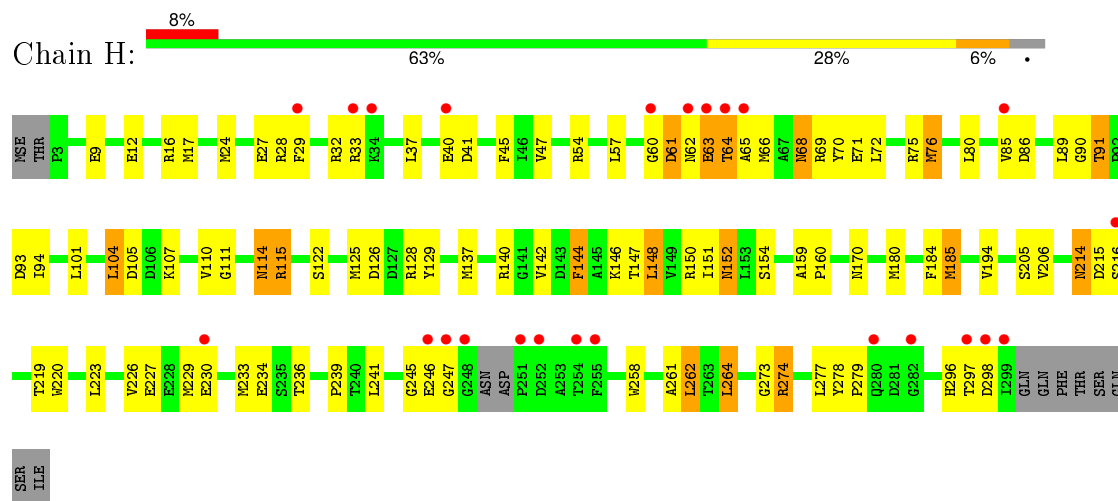 8%
Chain H:
63% 28% 6% •
MSE THR P3 E9 E12 R16 M17 M24 E27 R28 F29 R32 R33 K34 L37 E40 D41 F45 I46 V47 R54 L57 G60 D61 N62 E63 T64 A65 M66 A67 N68 R69 Y70 E71 L72 R75 M76 L80 V85 D86 L89 G90 T91 P92
D93 I94 L101 L104 D105 D106 K107 V110 G111 N114 R115 S122 M125 D126 D127 R128 Y129 M137 R140 G141 V142 D143 F144 A145 K146 T147 L148 V149 R150 I151 N152 L153 S154 A159 P160 N170 M180 F184 M185 V194 S205 V206 N214 D215 S216
T219 W220 L223 V226 E227 E228 M229 E230 M233 E234 S235 T236 P239 T240 L241 G245 E246 G247 G248 ASN ASP P251 D252 A253 T254 F255 W258 A261 L262 T263 L264 G273 R274 L277 Y278 P279 Q280 D281 G282 H296 T297 D298 I299 GLN GLN PHE THR SER GLN
SER ILE